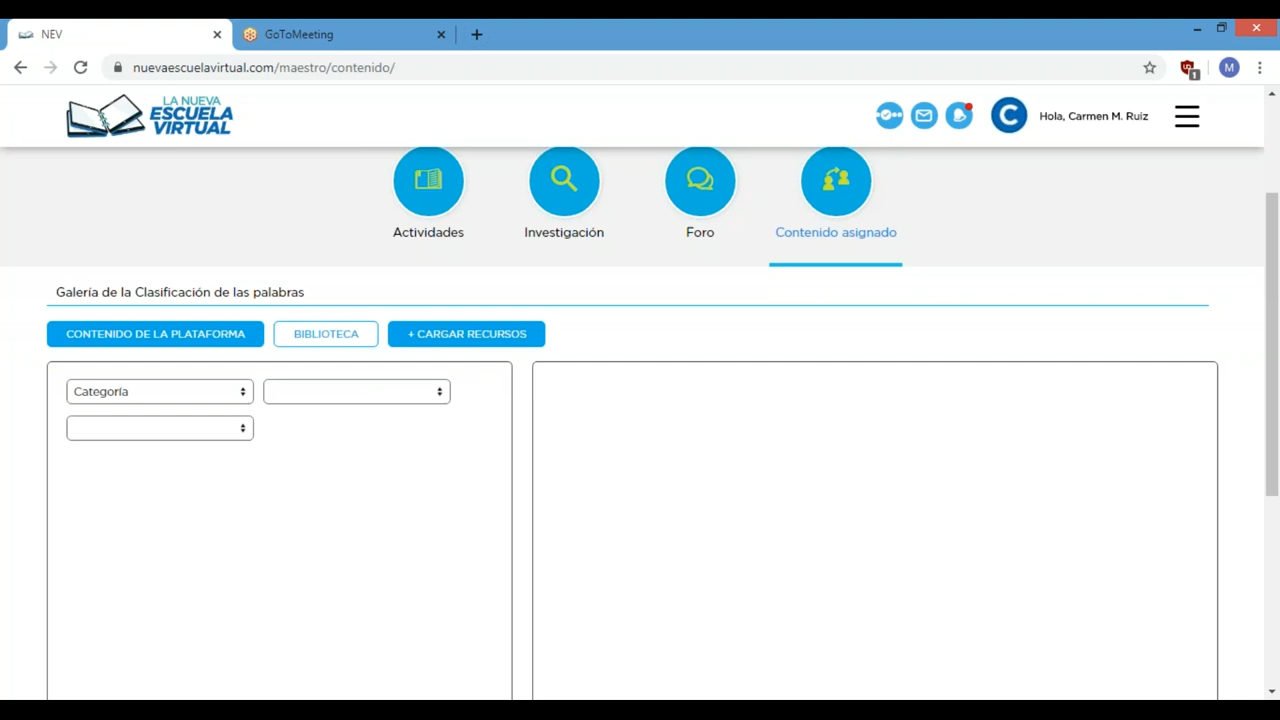 NEV
GoToMeeting
nuevaescuelavirtual.com/maestro/contenido/
1
M
LA NUEVA
ESCUELA
VIRTUAL
C
Hola, Carmen M. Ruiz
Actividades
Investigación
Foro
Contenido asignado
Galería de la Clasificación de las palabras
CONTENIDO DE LA PLATAFORMA
BIBLIOTECA
+ CARGAR RECURSOS
Categoría